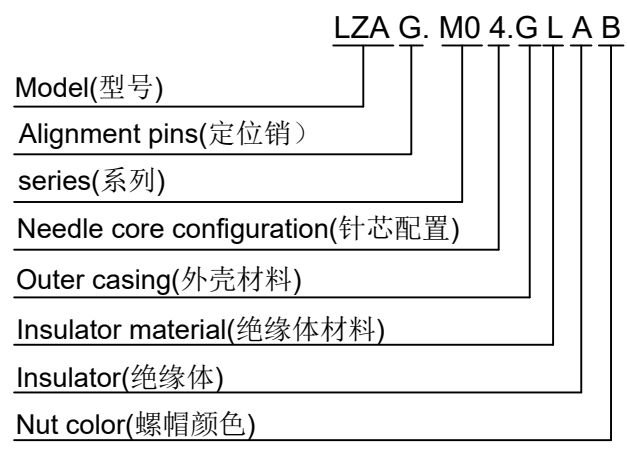 LZA G. M0 4.G L A B
Model(型号)
Alignment pins(定位销）
series(系列)
Needle core configuration(针芯配置)
Outer casing(外壳材料)
Insulator material(绝缘体材料)
Insulator(绝缘体)
Nut color(螺帽颜色)